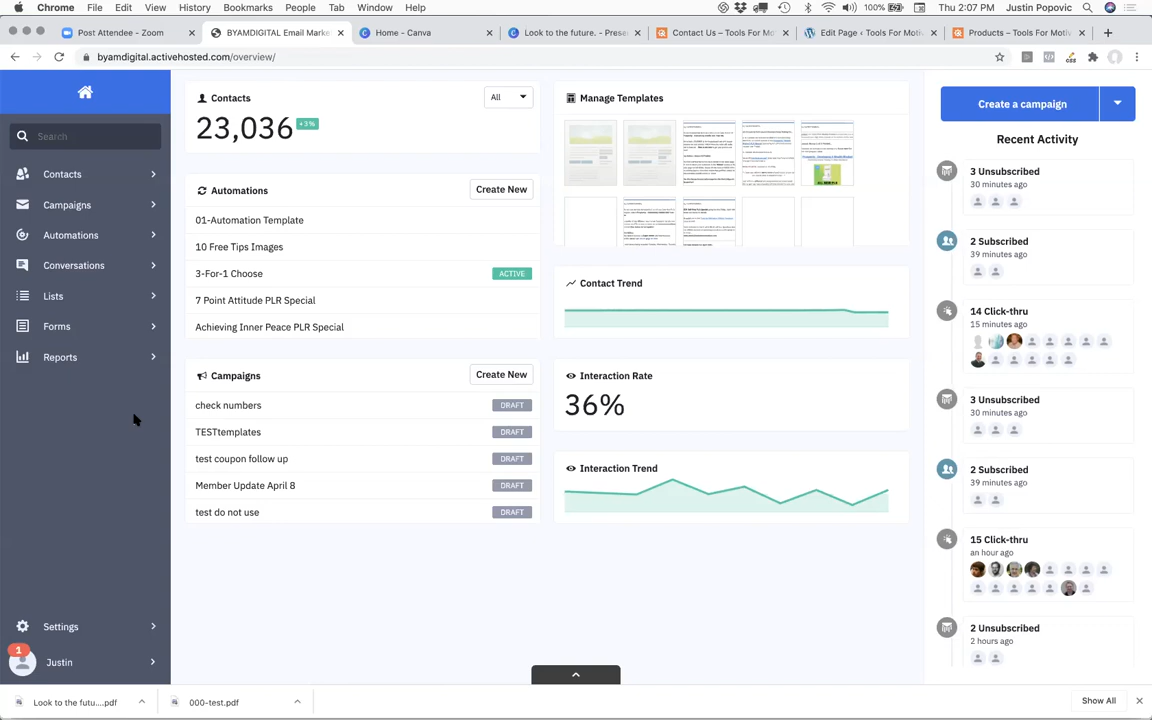 Chrome File Edit View History Bookmarks People Tab Window Help 100% Thu 2:07 PM Justin Popovic
Post Attendee - Zoom
BYAMDIGITAL Email Marke
Home - Canva
Look to the future. - Prese
Contact Us – Tools For Mo
Edit Page ‹ Tools For Motiv
Products – Tools For Moti
byamdigital.activehosted.com/overview/
Search
Contacts
Campaigns
Automations
Conversations
Lists
Forms
Reports
Settings
1
Justin
Contacts
All
23,036 +3%
Automations
Create New
01-Automation Template
10 Free Tips Images
3-For-1 Choose ACTIVE
7 Point Attitude PLR Special
Achieving Inner Peace PLR Special
Campaigns
Create New
check numbers DRAFT
TESTtemplates DRAFT
test coupon follow up DRAFT
Member Update April 8 DRAFT
test do not use DRAFT
Manage Templates
Contact Trend
Interaction Rate
36%
Interaction Trend
Create a campaign
Recent Activity
3 Unsubscribed
30 minutes ago
2 Subscribed
39 minutes ago
14 Click-thru
15 minutes ago
3 Unsubscribed
30 minutes ago
2 Subscribed
39 minutes ago
15 Click-thru
an hour ago
2 Unsubscribed
2 hours ago
Look to the futu....pdf
000-test.pdf
Show All